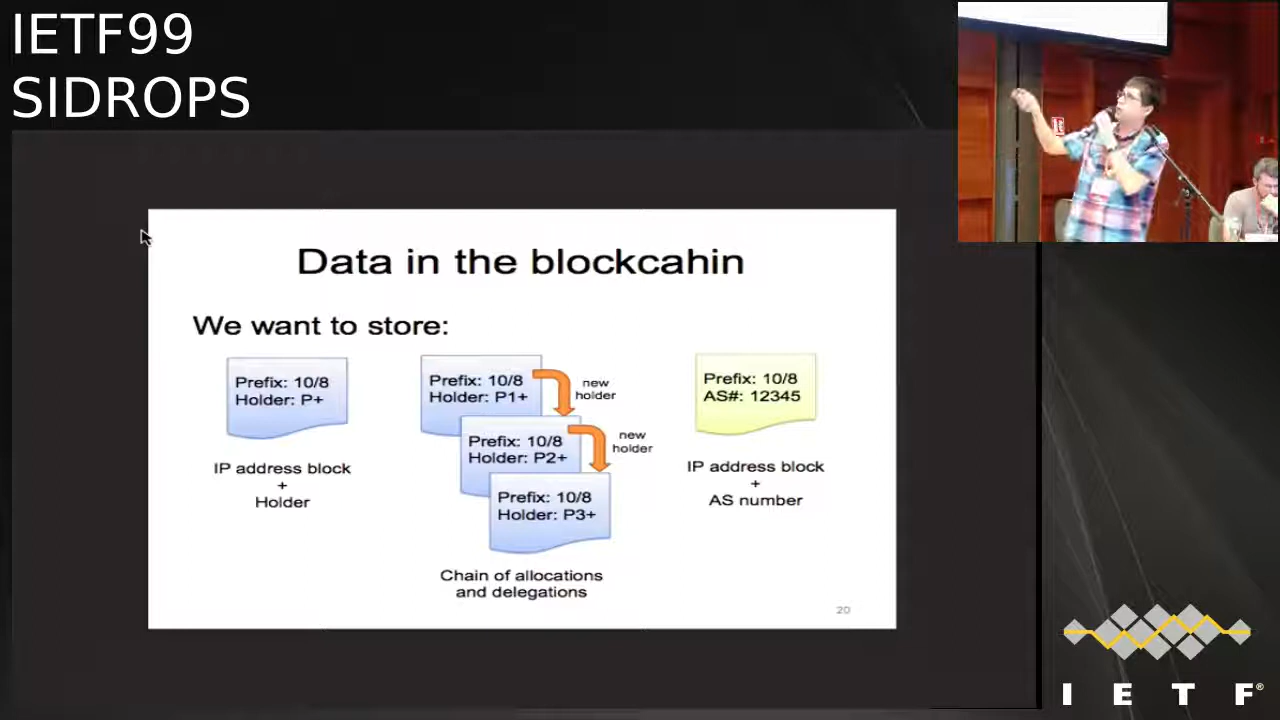 IETF99
SIDROPS
Data in the blockcahin
We want to store:
Prefix: 10/8
Holder: P+
IP address block
+
Holder
Prefix: 10/8
Holder: P1+
new
holder
Prefix: 10/8
Holder: P2+
new
holder
Prefix: 10/8
Holder: P3+
Chain of allocations
and delegations
Prefix: 10/8
AS#: 12345
IP address block
+
AS number
20
I E T F®